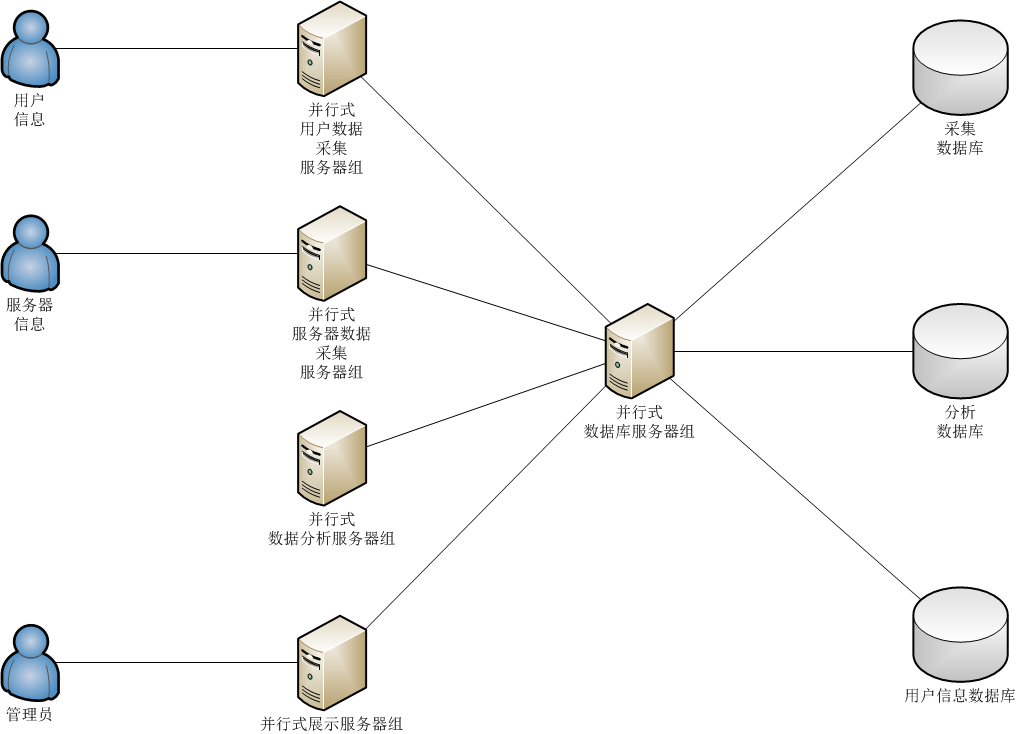 用户
信息
并行式
用户数据
采集
服务器组
采集
数据库
服务器
信息
并行式
服务器数据
采集
服务器组
并行式
数据库服务器组
分析
数据库
并行式
数据分析服务器组
管理员
并行式展示服务器组
用户信息数据库